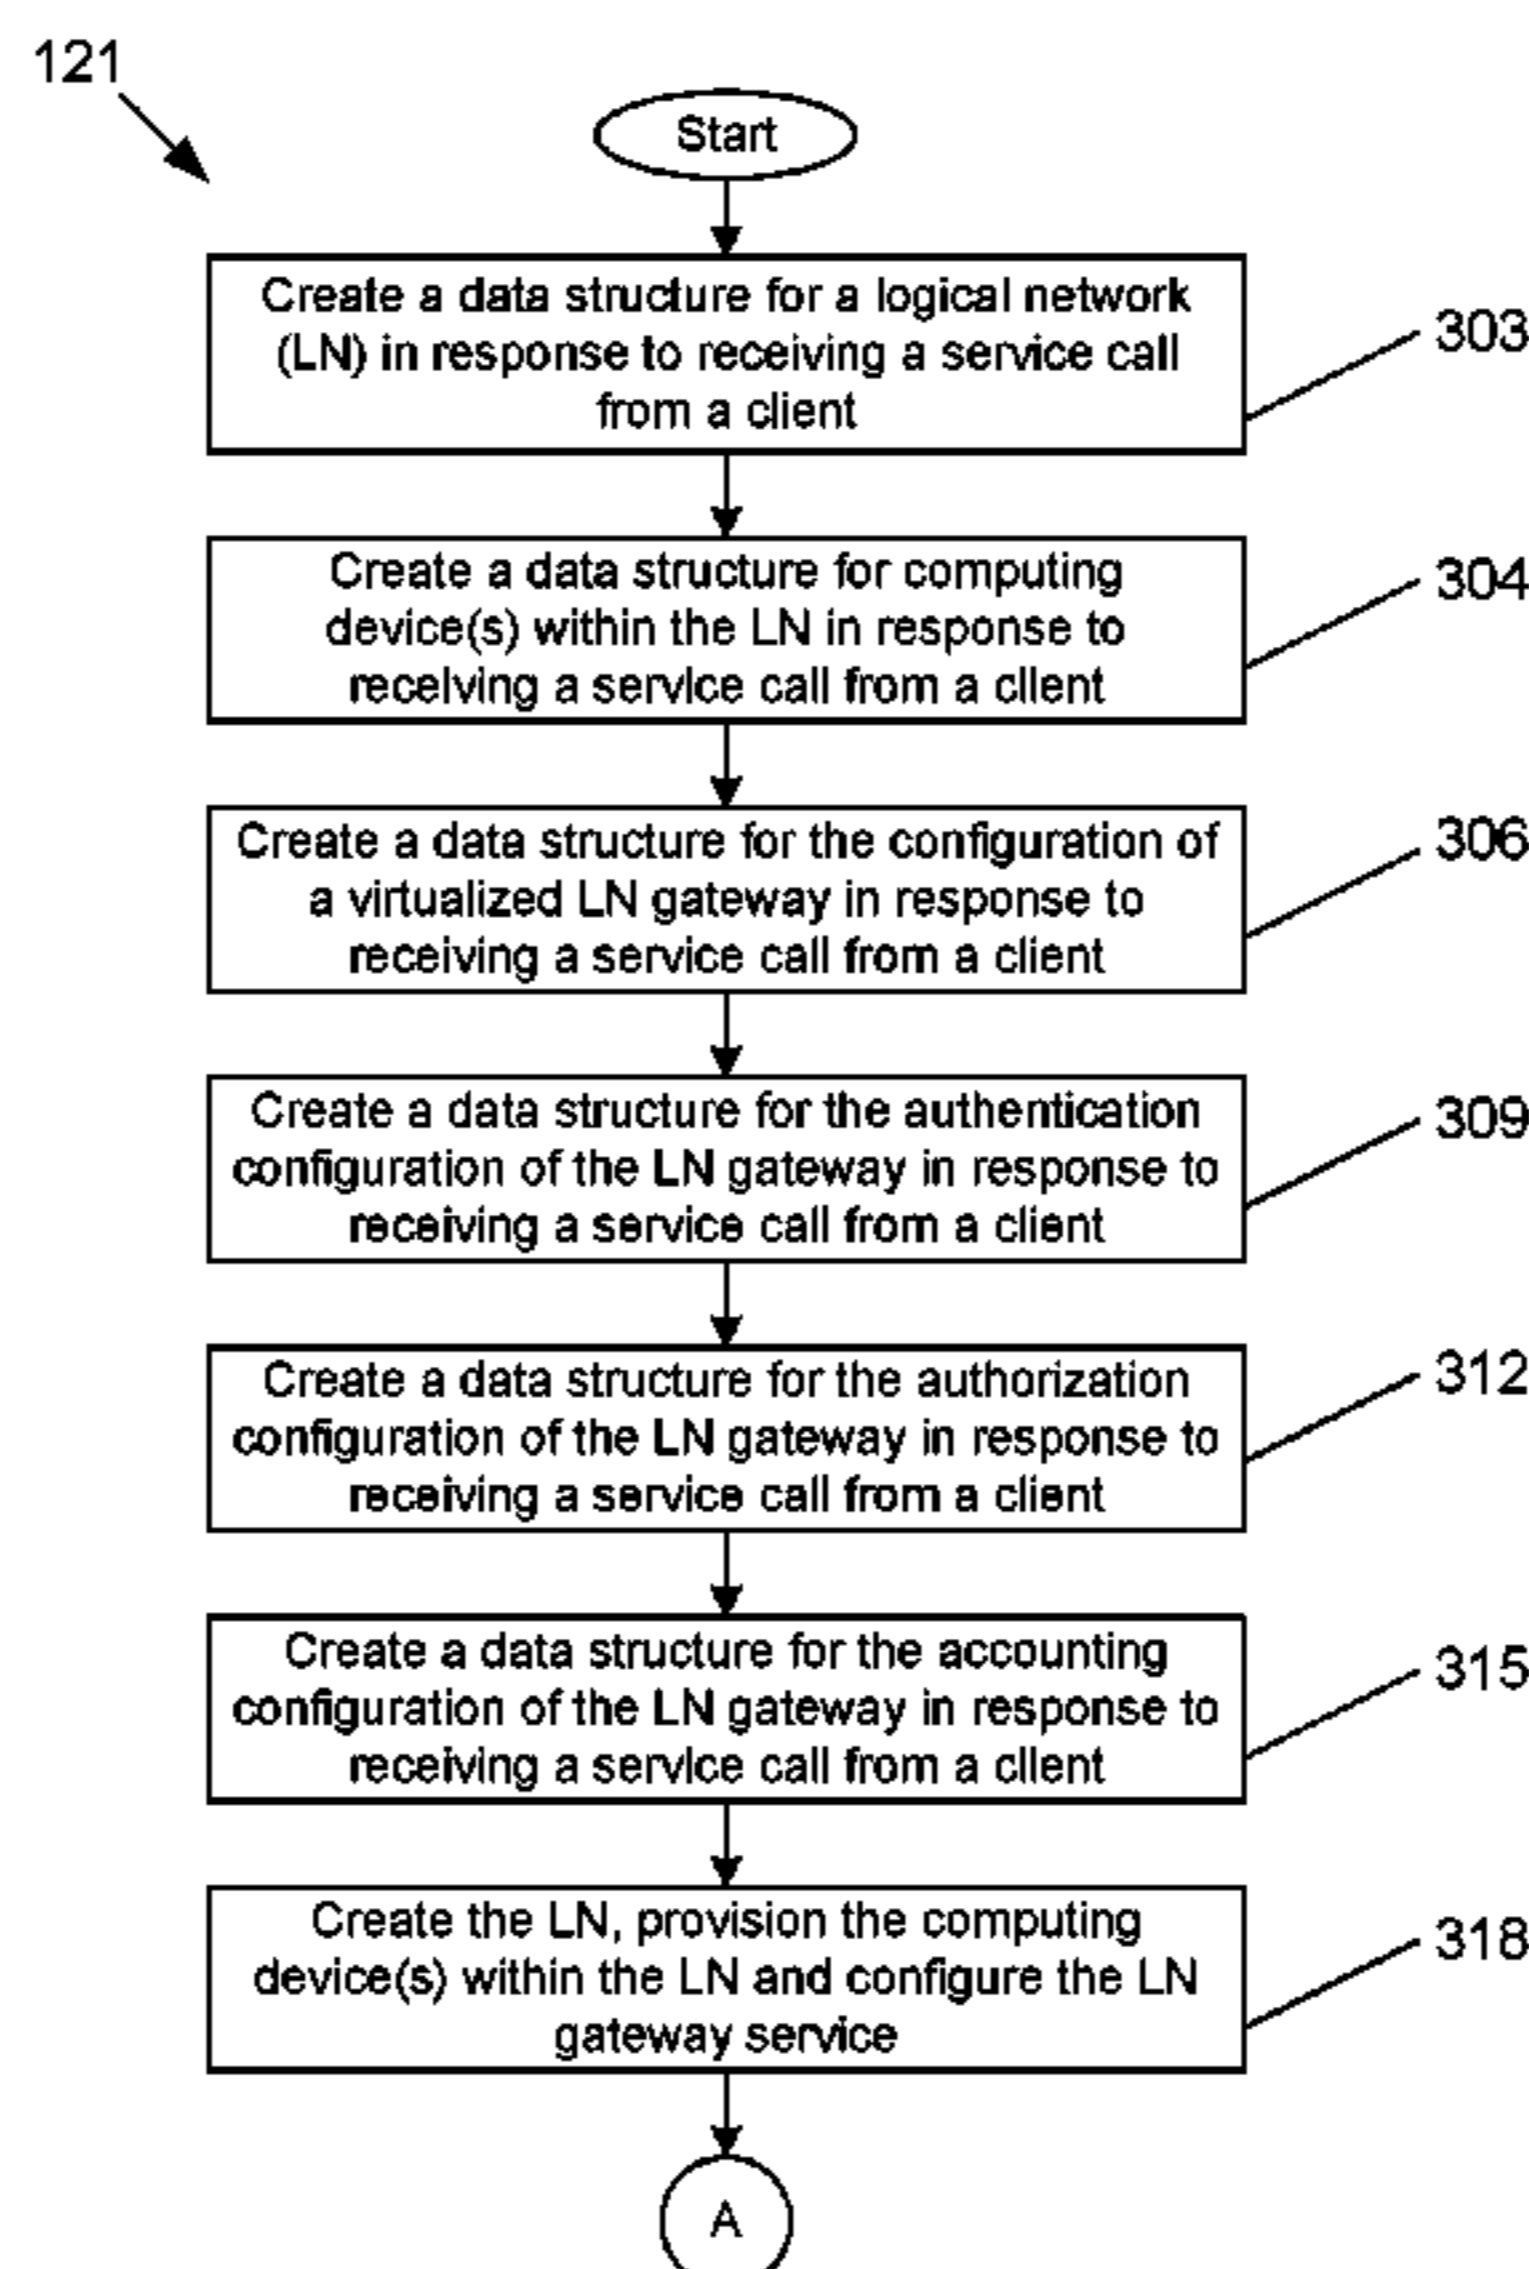 121
Start
Create a data structure for a logical network
(LN) in response to receiving a service call
from a client
303
Create a data structure for computing
device(s) within the LN in response to
receiving a service call from a client
304
Create a data structure for the configuration of
a virtualized LN gateway in response to
receiving a service call from a client
306
Create a data structure for the authentication
configuration of the LN gateway in response to
receiving a service call from a client
309
Create a data structure for the authorization
configuration of the LN gateway in response to
receiving a service call from a client
312
Create a data structure for the accounting
configuration of the LN gateway in response to
receiving a service call from a client
315
Create the LN, provision the computing
device(s) within the LN and configure the LN
gateway service
318
A